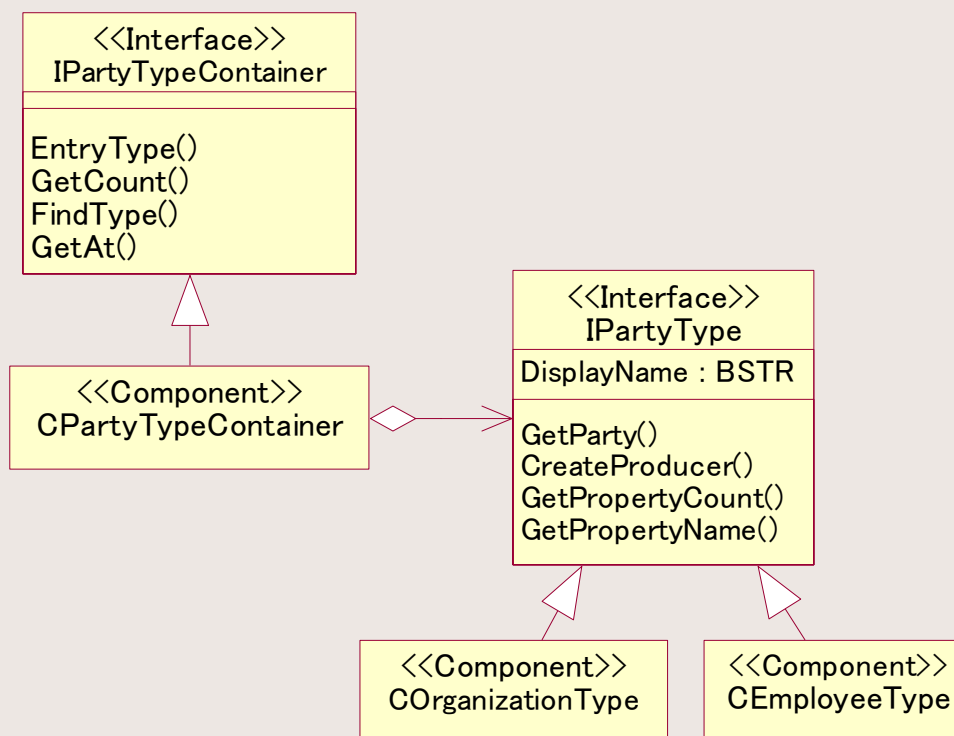 <<Interface>>
IPartyTypeContainer
EntryType()
GetCount()
FindType()
GetAt()
<<Component>>
CPartyTypeContainer
<<Interface>>
IPartyType
DisplayName : BSTR
GetParty()
CreateProducer()
GetPropertyCount()
GetPropertyName()
<<Component>>
COrganizationType
<<Component>>
CEmployeeType